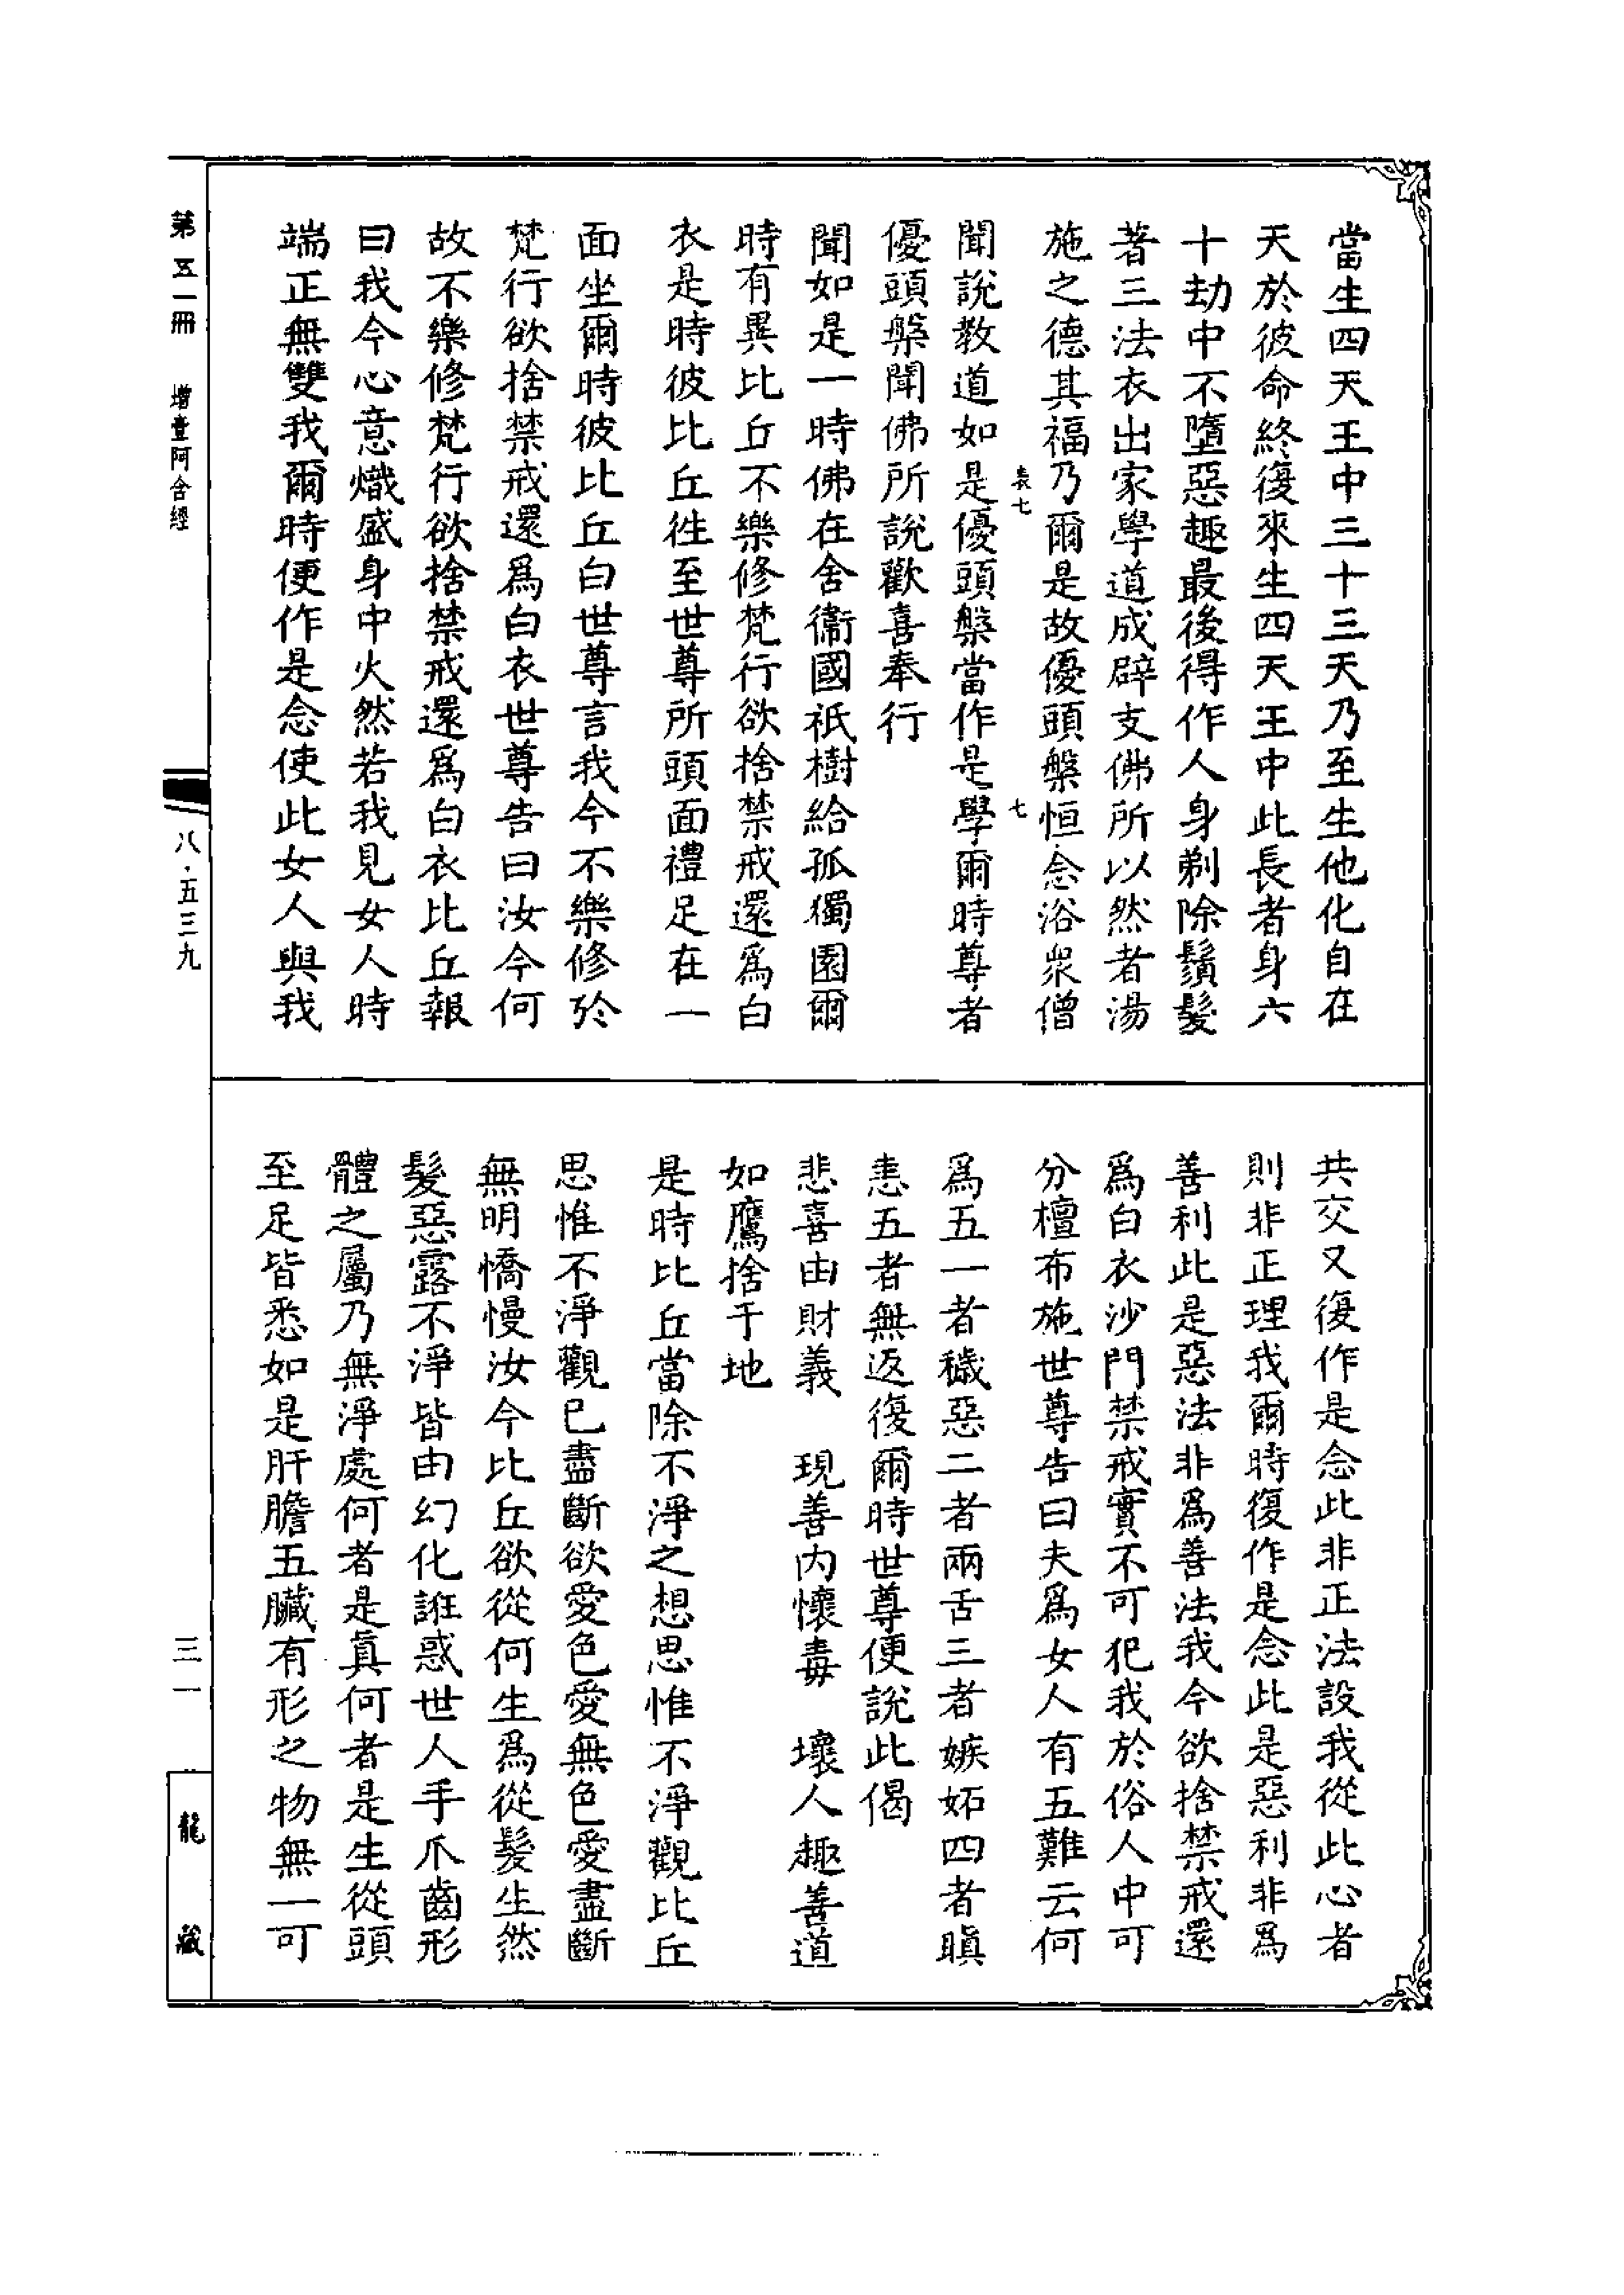 當生四天王中三十三天乃至生他化自在
天於彼命終復來生四天王中此長者身六
十劫中不墮惡趣最後得作人身剃除鬚髮
著三法衣出家學道成辟支佛所以然者湯
施之德其福乃爾是故優頭槃恒念浴衆僧
表七
七
聞說教道如是優頭槃當作是學爾時尊者
優頭槃聞佛所說歡喜奉行
聞如是一時佛在舍衞國祇樹給孤獨園爾
時有異比丘不樂修梵行欲捨禁戒還爲白
衣是時彼比丘徃至世尊所頭面禮足在一
面坐爾時彼比丘白世尊言我今不樂修於
梵行欲捨禁戒還爲白衣世尊告曰汝今何
故不樂修梵行欲捨禁戒還爲白衣比丘報
曰我今心意熾盛身中火然若我見女人時
端正無雙我爾時便作是念使此女人與我
共交又復作是念此非正法設我從此心者
則非正理我爾時復作是念此是惡利非爲
善利此是惡法非爲善法我今欲捨禁戒還
爲白衣沙門禁戒實不可犯我於俗人中可
分檀布施世尊告曰夫爲女人有五難云何
爲五一者穢惡二者兩舌三者嫉妬四者瞋
恚五者無返復爾時世尊便說此偈
悲喜由財義　現善内懷毒　壞人趣善道
如鷹捨于地
是時比丘當除不淨之想思惟不淨觀比丘
思惟不淨觀已盡斷欲愛色愛無色愛盡斷
無明憍慢汝今比丘欲從何生爲從髮生然
髮惡露不淨皆由幻化誑惑世人手爪齒形
體之屬乃無淨處何者是眞何者是生從頭
至足皆悉如是肝膽五臟有形之物無一可
第五一冊　增壹阿含經
八·五三九
三一
龍藏